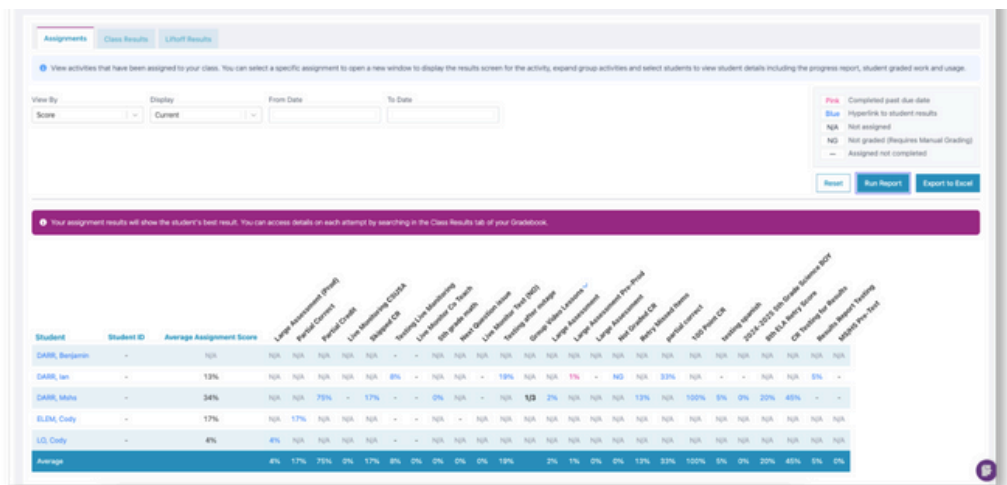 Assignments Class Results Liftoff Results
View activities that have been assigned to your class. You can select a specific assignment to open a new window to display the results screen for the activity, expand group activities and select students to view student details including the progress report, student graded work and usage.
View By Display From Date To Date
Score Current
Pink Completed past due date
Blue Hyperlink to student results
N/A Not assigned
NG Not graded (Requires Manual Grading)
— Assigned not completed
Reset Run Report Export to Excel
Your assignment results will show the student's best result. You can access details on each attempt by searching in the Class Results tab of your Gradebook.
Student Student ID Average Assignment Score
Large Assessment (Prod)
Partial Correct
Partial Credit
Live Monitoring CSUSA
Skipped CR
Testing Live Monitoring
Live Monitor Co Teach
5th grade math
Next Question issue
Live Monitor Test (NG)
Testing after outage
Group Video Lessons
Large Assessment
Large Assessment Pre-Prod
Large Assessment
Not Graded CR
Retry Missed Items
partial correct
100 Point CR
testing spanish
2024-2025 5th Grade Science BOY
8th ELA Retry Score
CR Testing for Results
Results Report Testing
MS/HS Pre-Test
DARR, Benjamin - N/A N/A N/A N/A N/A N/A - - N/A N/A - N/A N/A N/A N/A N/A N/A N/A N/A N/A N/A N/A N/A N/A N/A N/A
DARR, Ian - 13% N/A N/A N/A N/A N/A 8% - N/A N/A - 19% N/A N/A 1% - NG N/A 33% N/A - - N/A N/A 5% -
DARR, Misha - 34% N/A N/A 75% - 17% - - 0% N/A - N/A 1/3 2% N/A N/A N/A 13% N/A 100% 5% 0% 20% 45% - -
ELEM, Cody - 17% N/A 17% N/A N/A N/A - - N/A - N/A N/A N/A N/A N/A N/A N/A N/A N/A N/A N/A N/A N/A N/A N/A N/A
LO, Cody - 4% 4% N/A N/A N/A N/A - - N/A N/A - N/A N/A N/A N/A N/A N/A N/A N/A N/A N/A N/A N/A N/A N/A N/A
Average 4% 17% 75% 0% 17% 8% 0% 0% 0% 0% 19% 2% 1% 0% 0% 13% 33% 100% 5% 0% 20% 45% 5% 0%